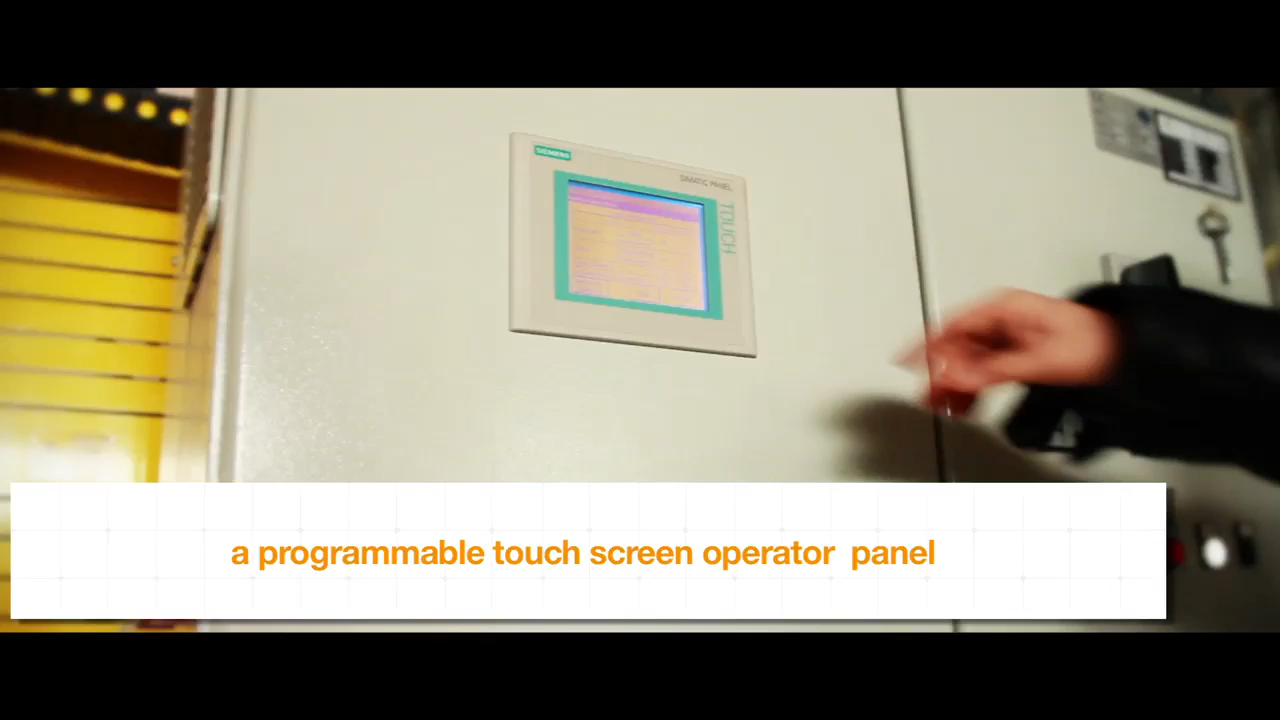 SIEMENS
SIMATIC PANEL
TOUCH
a programmable touch screen operator  panel